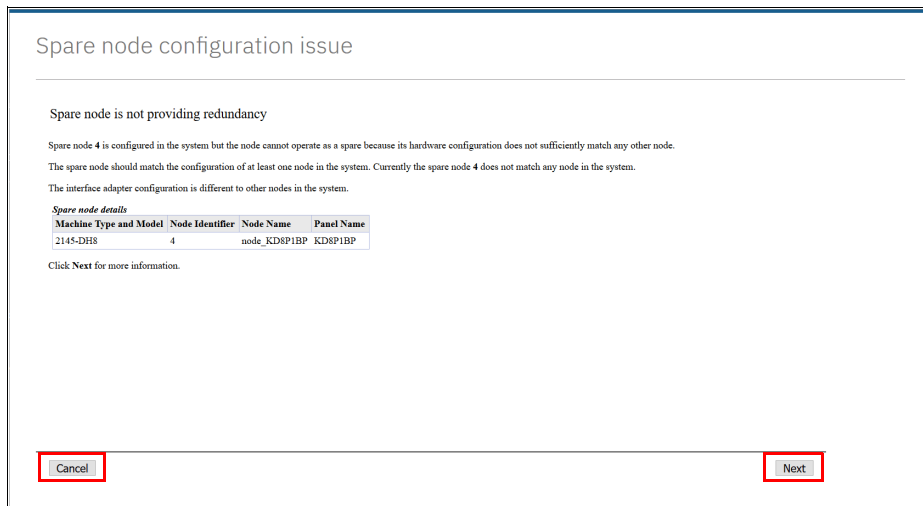 Spare node configuration issue
Spare node is not providing redundancy
Spare node 4 is configured in the system but the node cannot operate as a spare because its hardware configuration does not sufficiently match any other node.
The spare node should match the configuration of at least one node in the system. Currently the spare node 4 does not match any node in the system.
The interface adapter configuration is different to other nodes in the system.
Spare node details
Machine Type and Model Node Identifier Node Name Panel Name
2145-DH8 4 node_KD8P1BP KD8P1BP
Click Next for more information.
Cancel Next